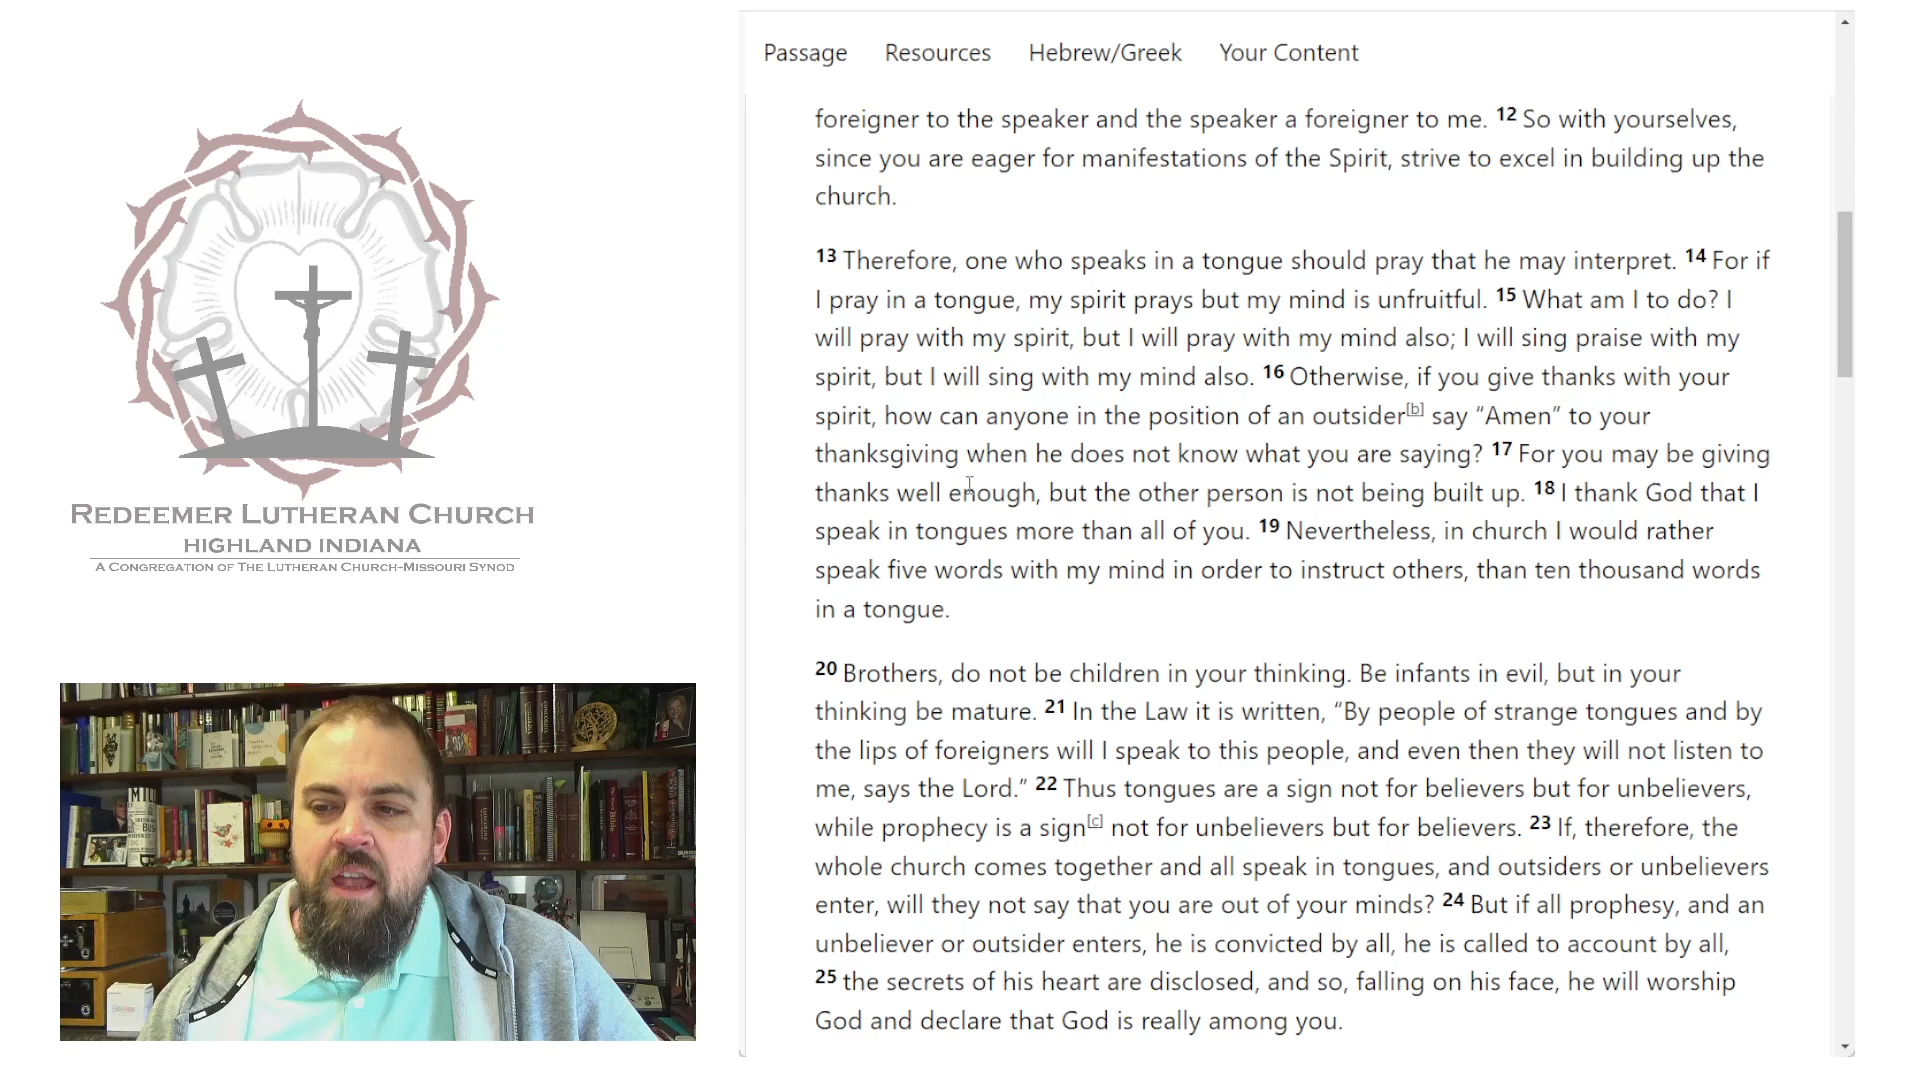 Passage Resources Hebrew/Greek Your Content
foreigner to the speaker and the speaker a foreigner to me. 12 So with yourselves,
since you are eager for manifestations of the Spirit, strive to excel in building up the
church.
13 Therefore, one who speaks in a tongue should pray that he may interpret. 14 For if
I pray in a tongue, my spirit prays but my mind is unfruitful. 15 What am I to do? I
will pray with my spirit, but I will pray with my mind also; I will sing praise with my
spirit, but I will sing with my mind also. 16 Otherwise, if you give thanks with your
spirit, how can anyone in the position of an outsider[b] say “Amen” to your
thanksgiving when he does not know what you are saying? 17 For you may be giving
thanks well enough, but the other person is not being built up. 18 I thank God that I
speak in tongues more than all of you. 19 Nevertheless, in church I would rather
speak five words with my mind in order to instruct others, than ten thousand words
in a tongue.
20 Brothers, do not be children in your thinking. Be infants in evil, but in your
thinking be mature. 21 In the Law it is written, “By people of strange tongues and by
the lips of foreigners will I speak to this people, and even then they will not listen to
me, says the Lord.” 22 Thus tongues are a sign not for believers but for unbelievers,
while prophecy is a sign[c] not for unbelievers but for believers. 23 If, therefore, the
whole church comes together and all speak in tongues, and outsiders or unbelievers
enter, will they not say that you are out of your minds? 24 But if all prophesy, and an
unbeliever or outsider enters, he is convicted by all, he is called to account by all,
25 the secrets of his heart are disclosed, and so, falling on his face, he will worship
God and declare that God is really among you.
REDEEMER LUTHERAN CHURCH
HIGHLAND INDIANA
A CONGREGATION OF THE LUTHERAN CHURCH-MISSOURI SYNOD